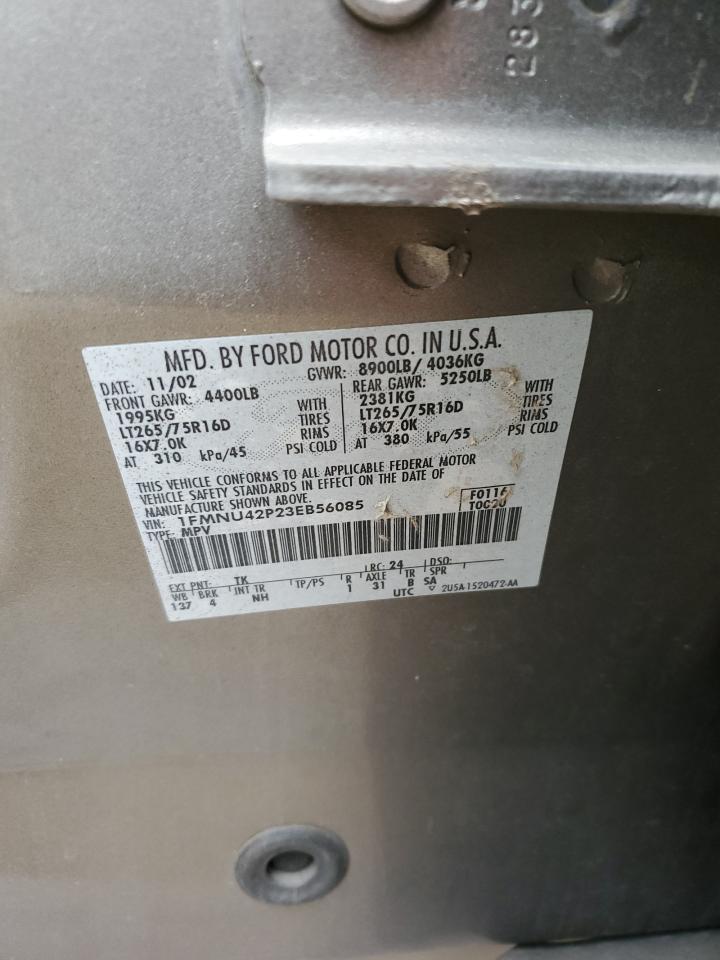 283
MFD. BY FORD MOTOR CO. IN U.S.A.
DATE: 11/02 GVWR: 8900LB/ 4036KG
FRONT GAWR: 4400LB REAR GAWR: 5250LB
1995KG WITH 2381KG WITH
LT265/75R16D TIRES LT265/75R16D TIRES
16X7.0K RIMS 16X7.0K RIMS
AT 310 kPa/45 PSI COLD AT 380 kPa/55 PSI COLD
THIS VEHICLE CONFORMS TO ALL APPLICABLE FEDERAL MOTOR
VEHICLE SAFETY STANDARDS IN EFFECT ON THE DATE OF
MANUFACTURE SHOWN ABOVE. F0116
VIN: 1FMNU42P23EB56085 T0C20
TYPE: MPV
EXT PNT: TK RC: 24 DSO:
WB BRK INT TR TP/PS R AXLE TR SPR
137 4 NH 1 31 B SA
UTC ▽ 2U5A-1520472-AA